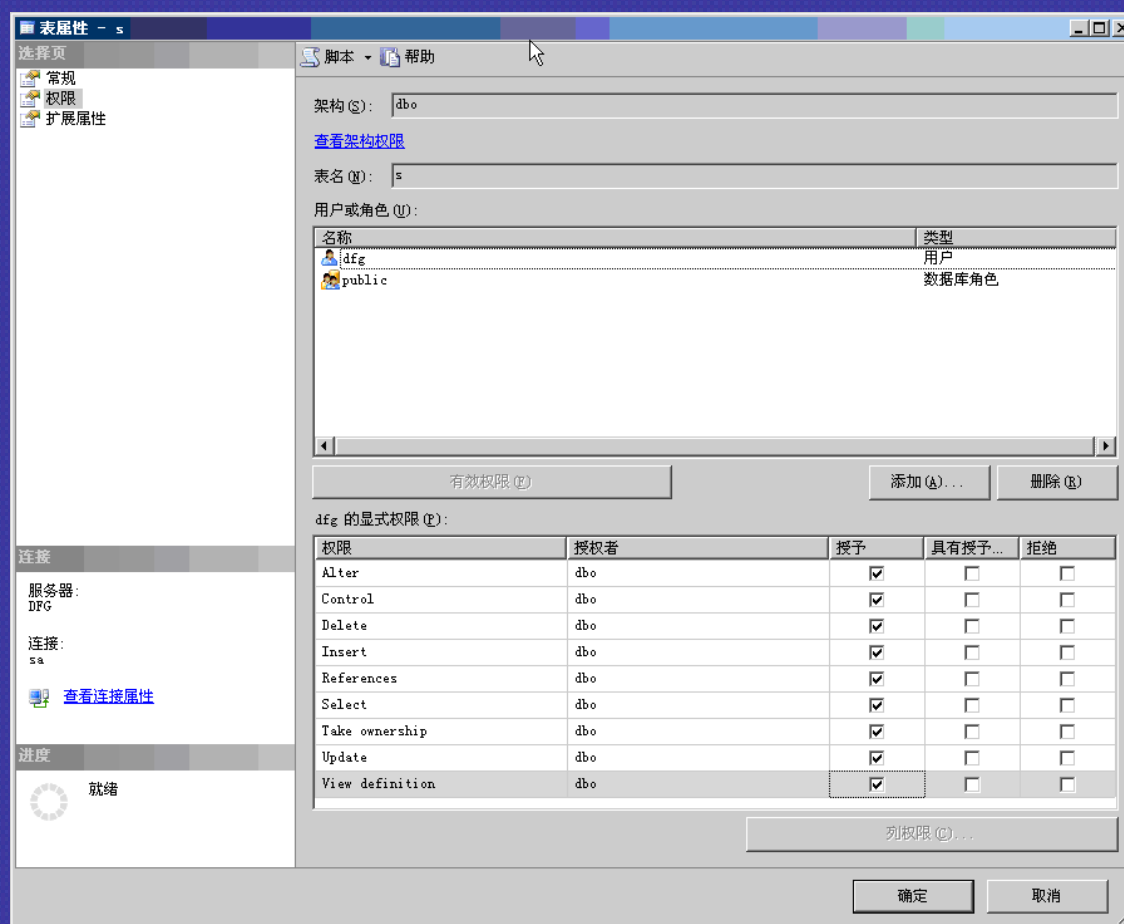 表属性 - s
选择页
常规
权限
扩展属性
脚本 帮助
架构(S): dbo
查看架构权限
表名(N): s
用户或角色(U):
名称 类型
dfg 用户
public 数据库角色
有效权限(F) 添加(A)... 删除(R)
dfg 的显式权限(P):
权限 授权者 授予 具有授予... 拒绝
Alter dbo
Control dbo
Delete dbo
Insert dbo
References dbo
Select dbo
Take ownership dbo
Update dbo
View definition dbo
列权限(C)...
连接
服务器:
DFG
连接:
sa
查看连接属性
进度
就绪
确定 取消